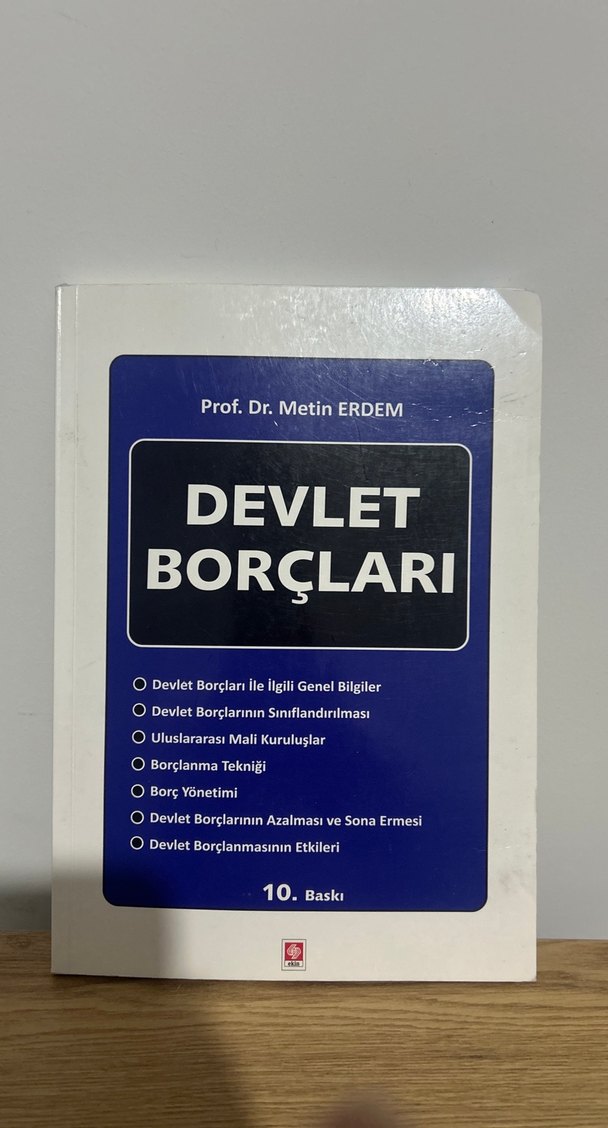 Prof. Dr. Metin ERDEM
DEVLET
BORÇLARI
Devlet Borçları İle İlgili Genel Bilgiler
Devlet Borçlarının Sınıflandırılması
Uluslararası Mali Kuruluşlar
Borçlanma Tekniği
Borç Yönetimi
Devlet Borçlarının Azalması ve Sona Ermesi
Devlet Borçlanmasının Etkileri
10. Baskı
ekin